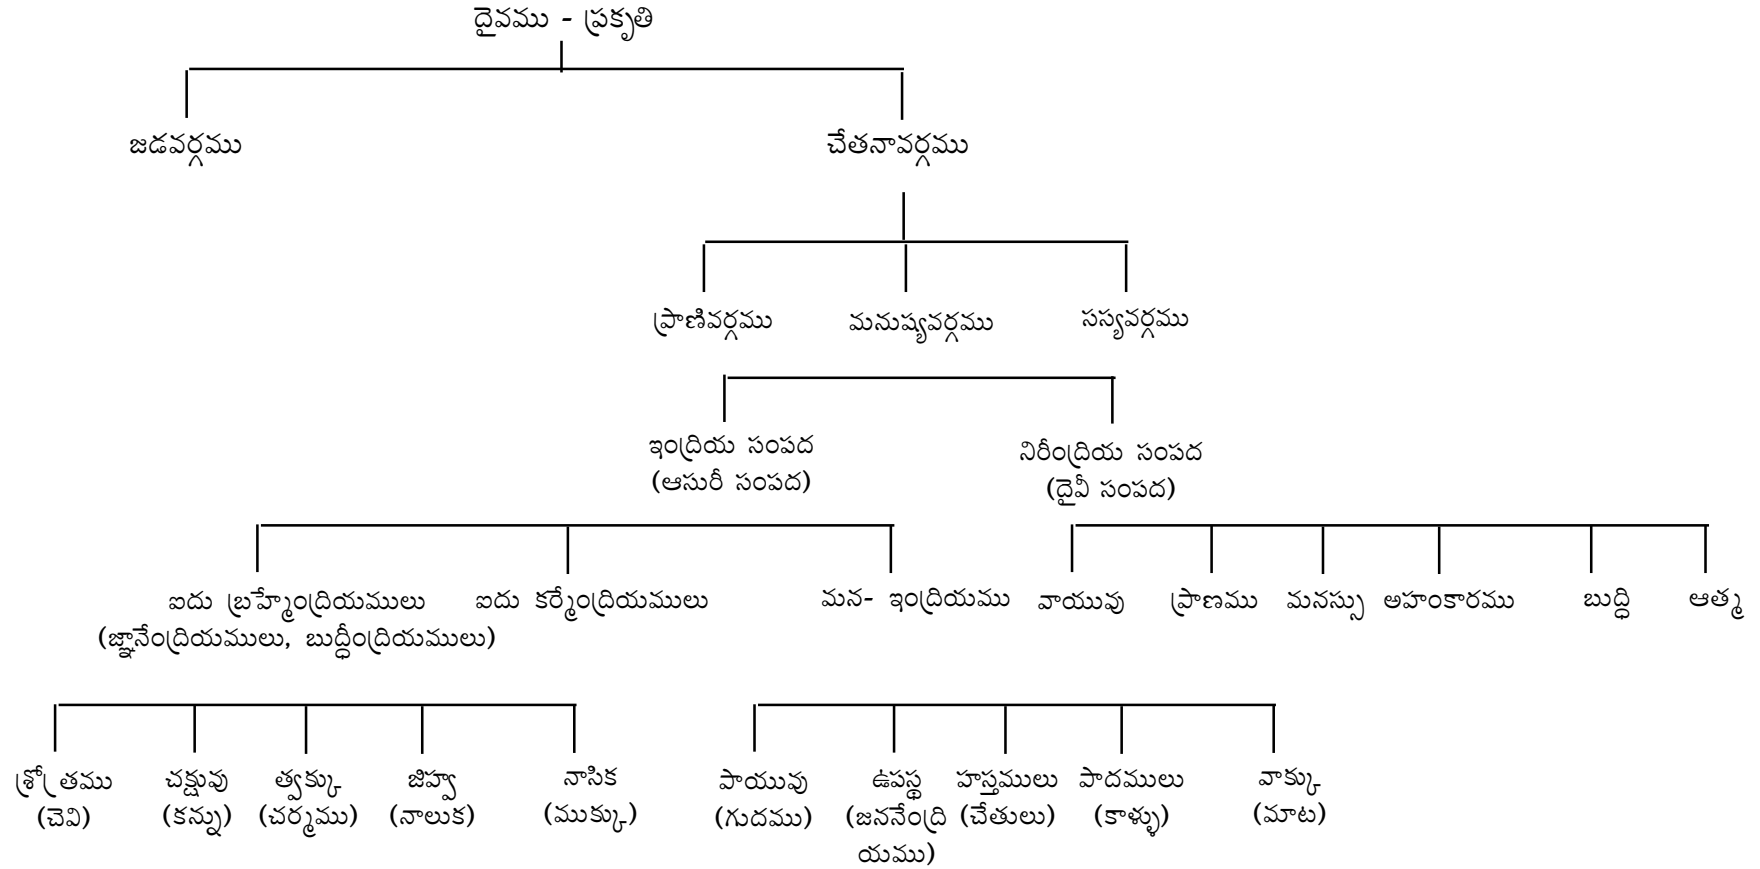 దైవము - ప్రకృతి
జడవర్గము చేతనావర్గము
ప్రాణివర్గము మనుష్యవర్గము సస్యవర్గము
ఇంద్రియ సంపద నిరీంద్రియ సంపద
(ఆసురీ సంపద) (దైవీ సంపద)
ఐదు బ్రహ్మేంద్రియములు ఐదు కర్మేంద్రియములు మన- ఇంద్రియము వాయువు ప్రాణము మనస్సు అహంకారము బుద్ధి ఆత్మ
(జ్ఞానేంద్రియములు, బుద్ధీంద్రియములు)
శ్రోత్రతము చక్షువు త్వక్కు జిహ్వ నాసిక పాయువు ఉపస్థ హస్తములు పాదములు వాక్కు
(చెవి) (కన్ను) (చర్మము) (నాలుక) (ముక్కు) (గుదము) (జననేంద్రి (చేతులు) (కాళ్ళు) (మాట)
యము)